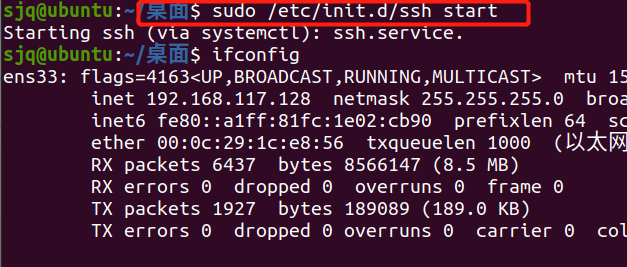 sjq@ubuntu:~/桌面$ sudo /etc/init.d/ssh start
Starting ssh (via systemctl): ssh.service.
sjq@ubuntu:~/桌面$ ifconfig
ens33: flags=4163<UP,BROADCAST,RUNNING,MULTICAST>  mtu 15
inet 192.168.117.128  netmask 255.255.255.0  broa
inet6 fe80::a1ff:81fc:1e02:cb90  prefixlen 64  sc
ether 00:0c:29:1c:e8:56  txqueuelen 1000  (以太网
RX packets 6437  bytes 8566147 (8.5 MB)
RX errors 0  dropped 0  overruns 0  frame 0
TX packets 1927  bytes 189089 (189.0 KB)
TX errors 0  dropped 0 overruns 0  carrier 0  col